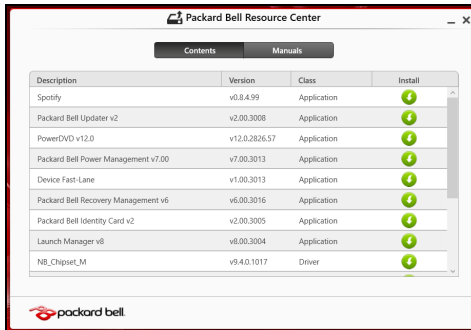 Packard Bell Resource Center
Contents Manuals
Description Version Class Install
Spotify v0.8.4.99 Application
Packard Bell Updater v2 v2.00.3008 Application
PowerDVD v12.0 v12.0.2826.57 Application
Packard Bell Power Management v7.00 v7.00.3013 Application
Device Fast-Lane v1.00.3013 Application
Packard Bell Recovery Management v6 v6.00.3016 Application
Packard Bell Identity Card v2 v2.00.3005 Application
Launch Manager v8 v8.00.3004 Application
NB_Chipset_M v9.4.0.1017 Driver
packard bell.